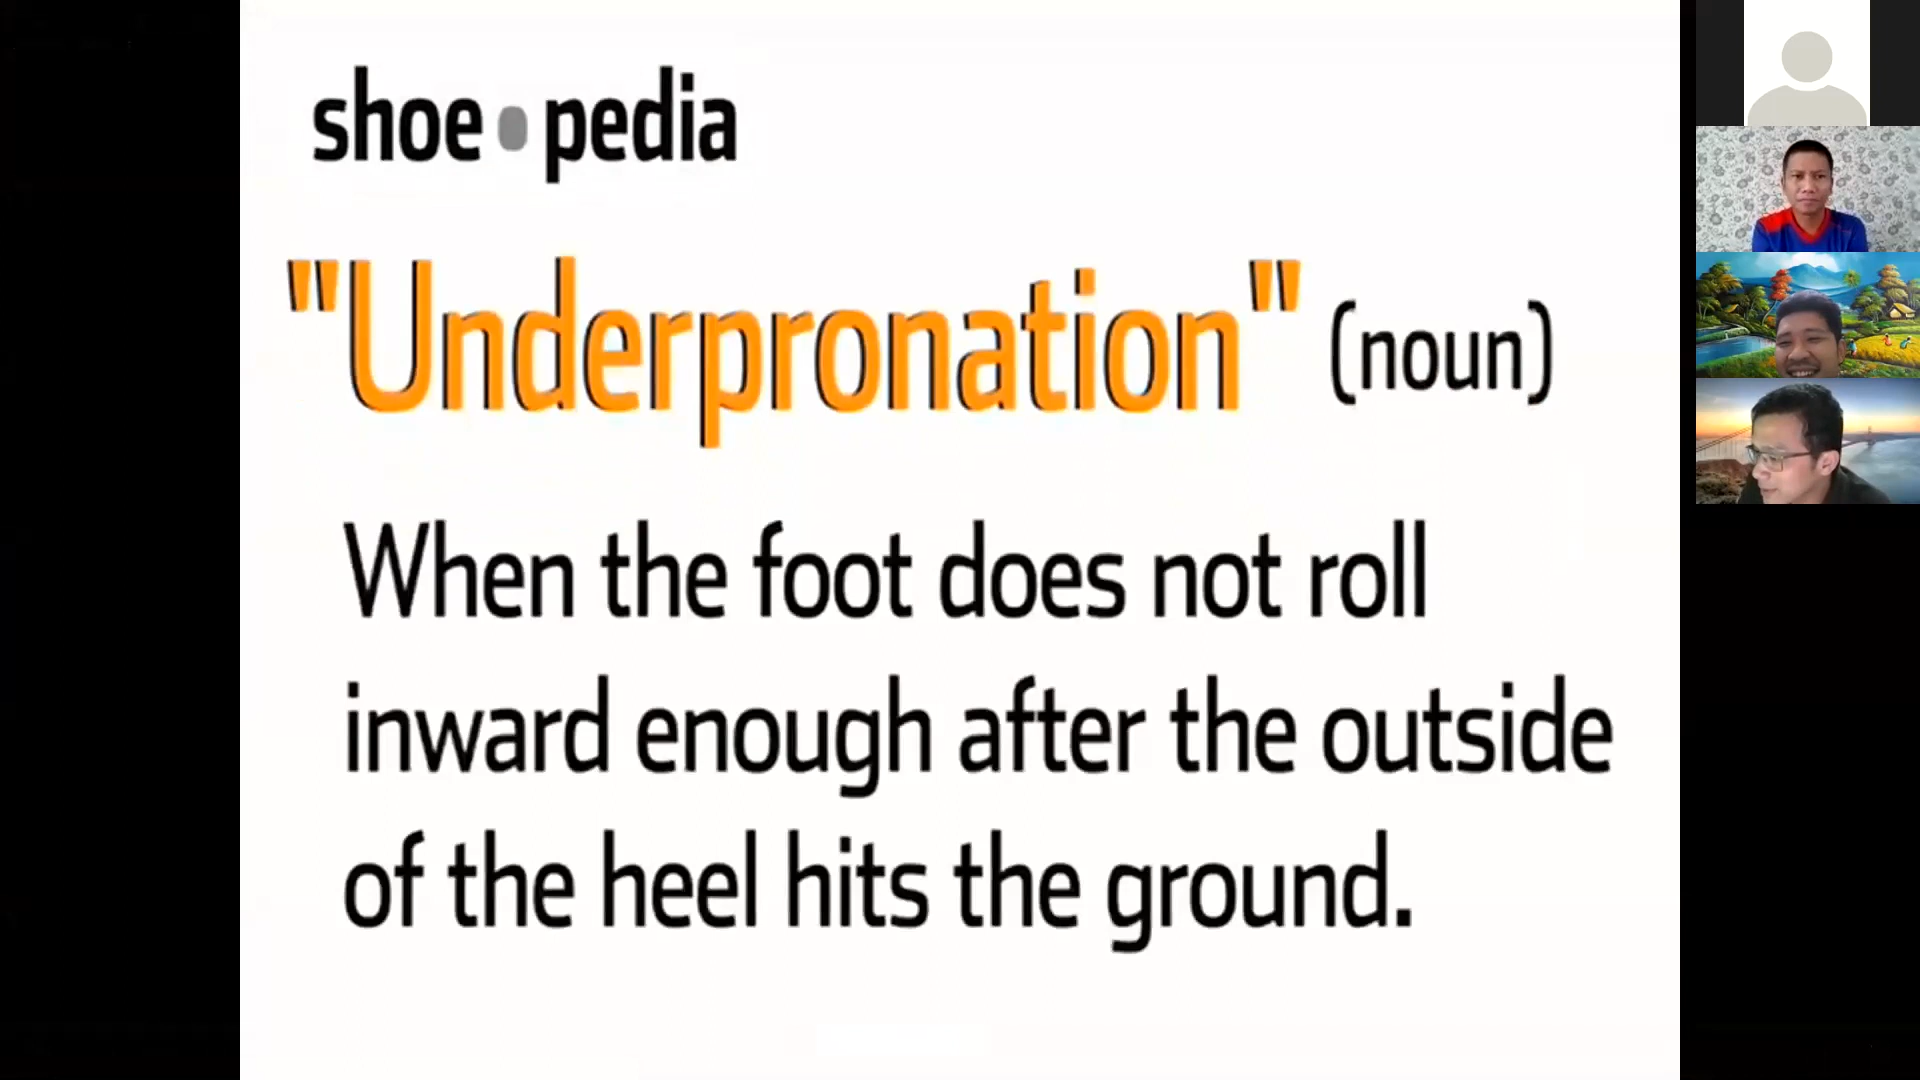 shoe•pedia
"Underpronation" (noun)
When the foot does not roll
inward enough after the outside
of the heel hits the ground.